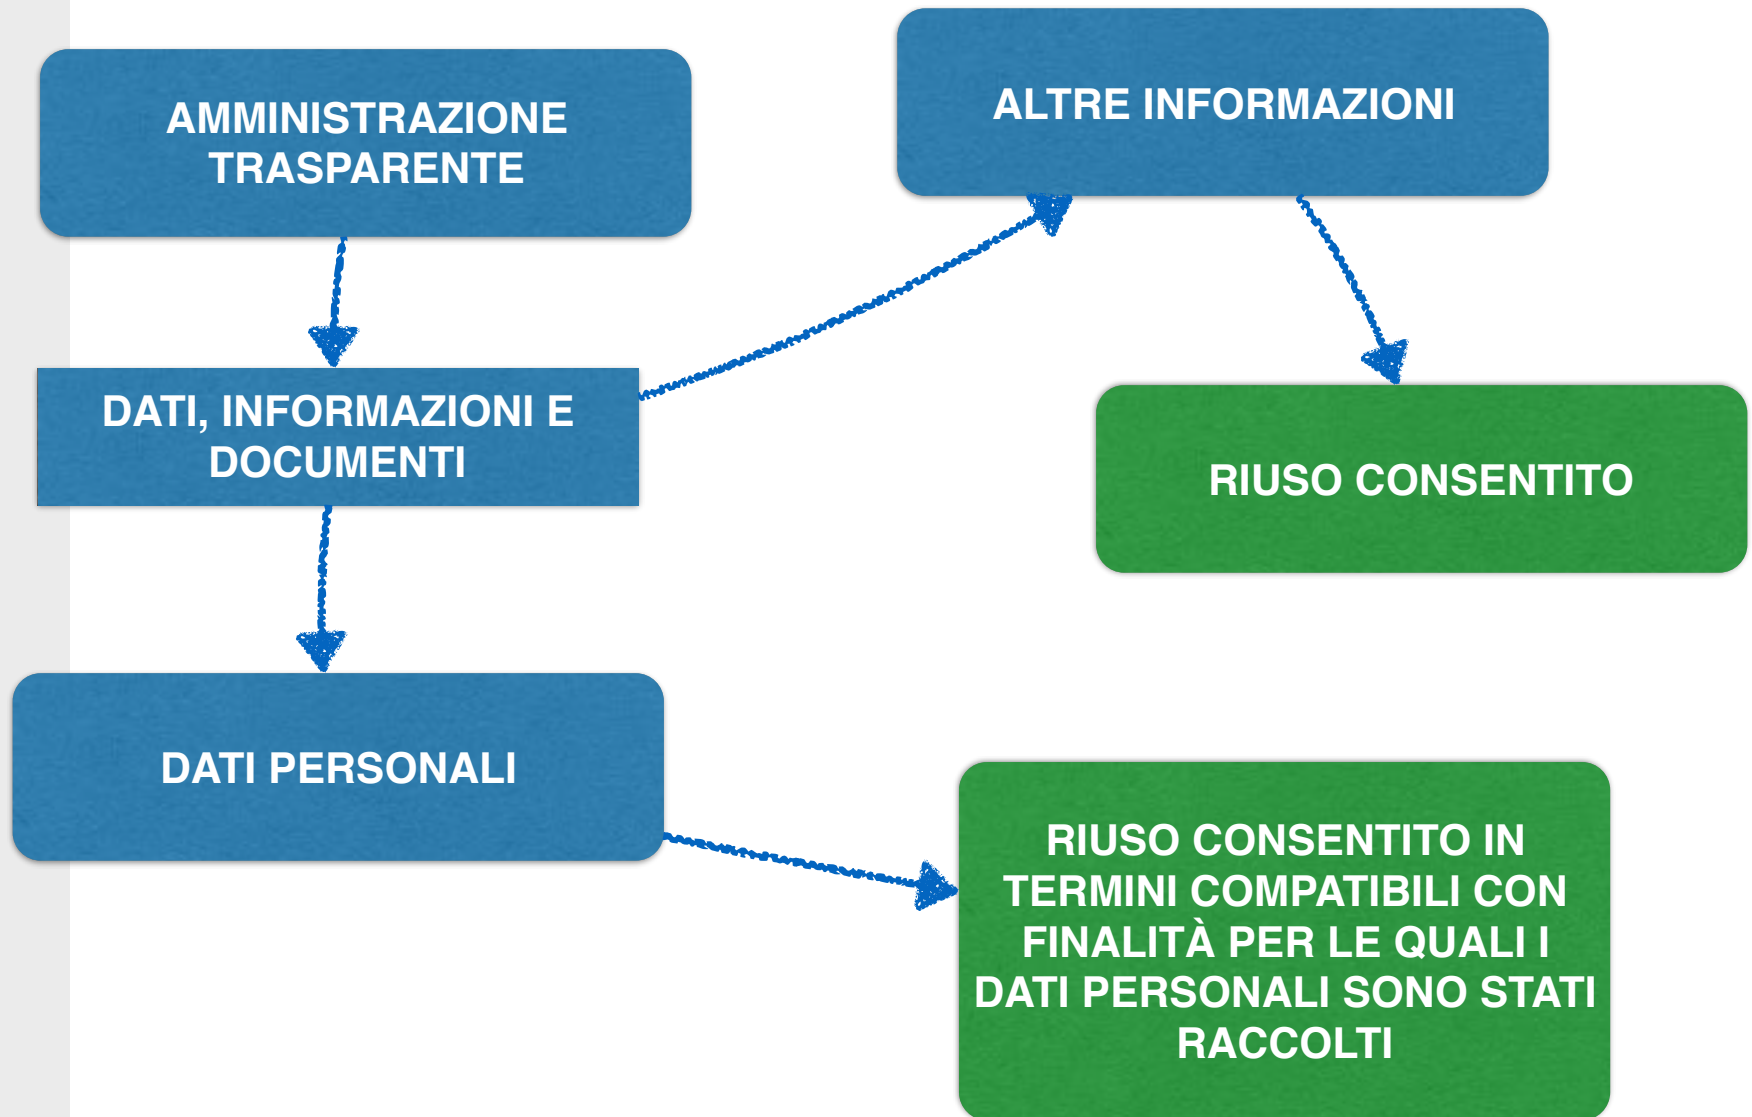 AMMINISTRAZIONE
TRASPARENTE
ALTRE INFORMAZIONI
DATI, INFORMAZIONI E
DOCUMENTI
RIUSO CONSENTITO
DATI PERSONALI
RIUSO CONSENTITO IN
TERMINI COMPATIBILI CON
FINALITÀ PER LE QUALI I
DATI PERSONALI SONO STATI
RACCOLTI